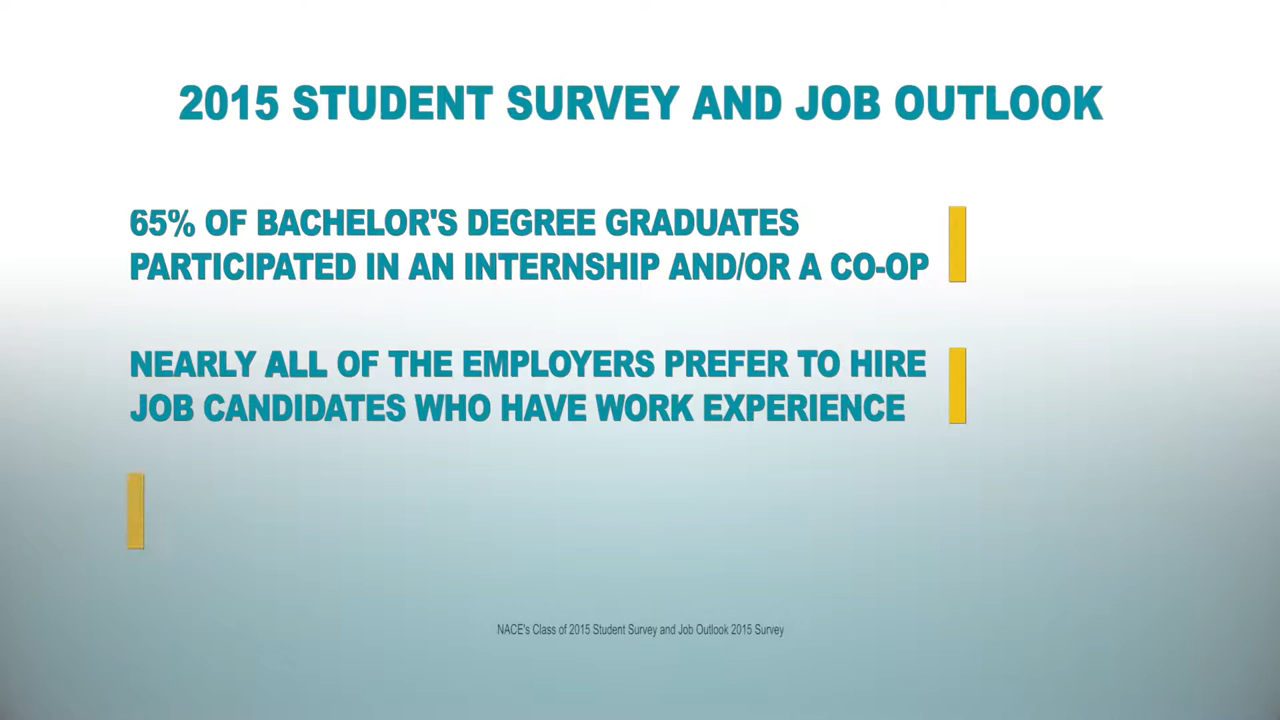 2015 STUDENT SURVEY AND JOB OUTLOOK
65% OF BACHELOR'S DEGREE GRADUATES
PARTICIPATED IN AN INTERNSHIP AND/OR A CO-OP
NEARLY ALL OF THE EMPLOYERS PREFER TO HIRE
JOB CANDIDATES WHO HAVE WORK EXPERIENCE
NACE's Class of 2015 Student Survey and Job Outlook 2015 Survey